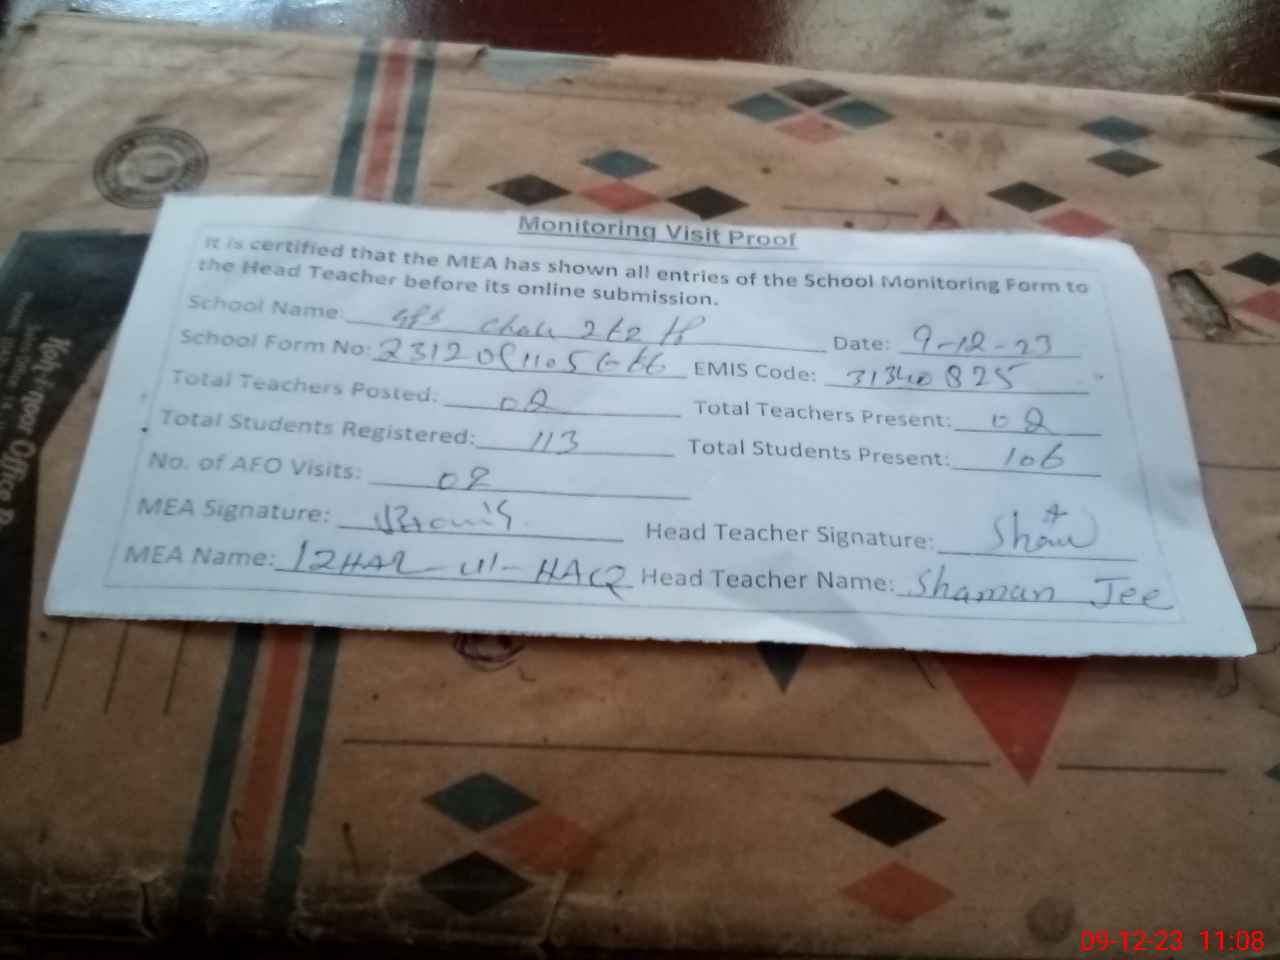 Monitoring Visit Proof
It is certified that the MEA has shown all entries of the School Monitoring Form to
the Head Teacher before its online submission.
School Name: GPS Chak Date: 9-12-23
School Form No: EMIS Code: 31340825
Total Teachers Posted: 02 Total Teachers Present: 02
Total Students Registered: 113 Total Students Present: 106
No. of AFO Visits: 02
MEA Signature: Head Teacher Signature: Sham
MEA Name: IZHAR-ul-HAQ Head Teacher Name: Shaman Jee
09-12-23 11:08